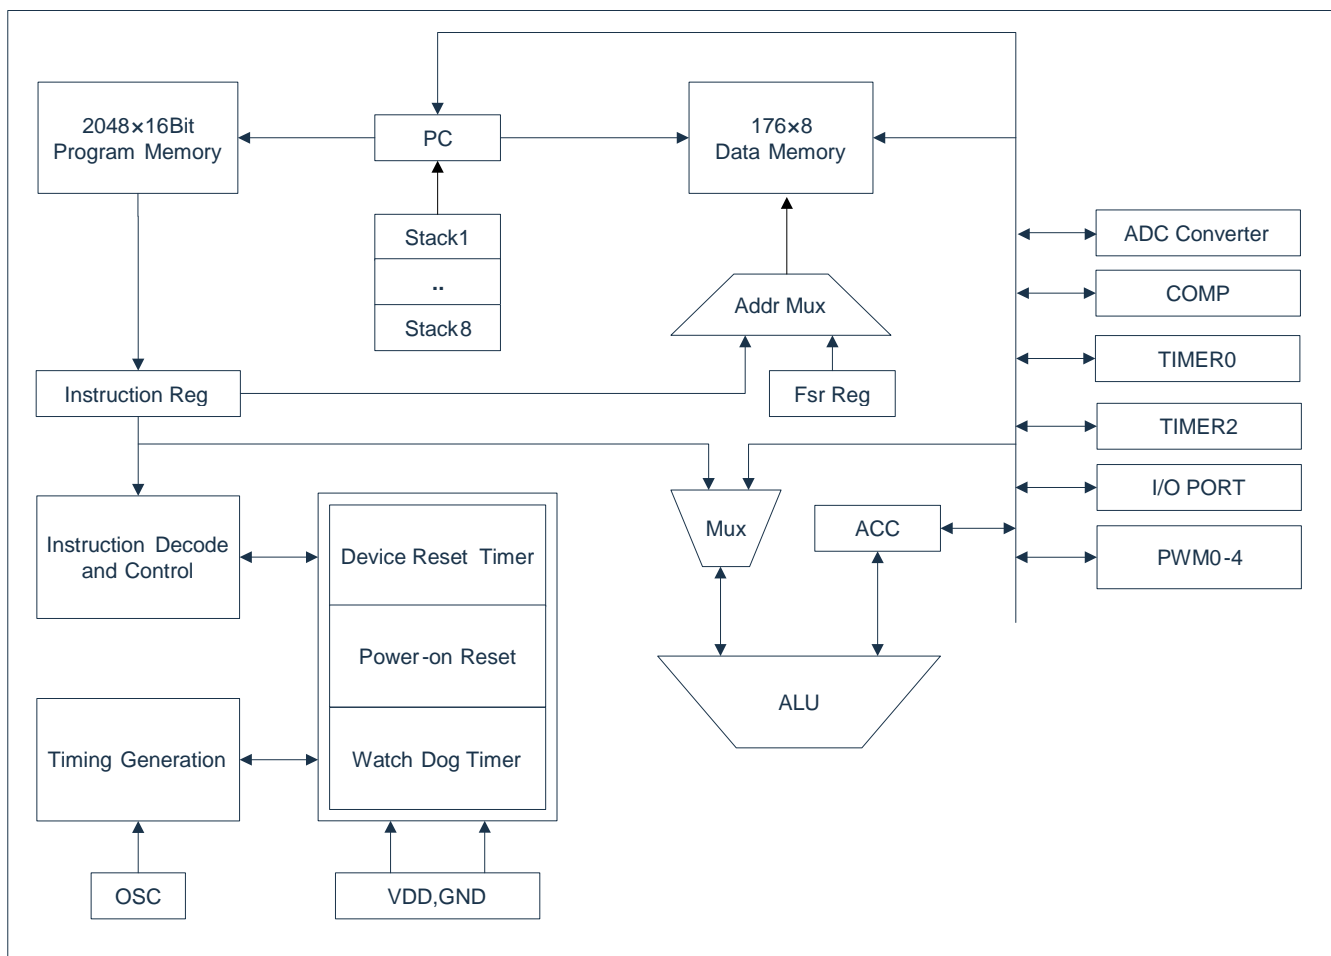 2048×16Bit
Program Memory
PC
176×8
Data Memory
Stack1
..
Stack8
Addr Mux
ADC Converter
COMP
TIMER0
Instruction Reg
Fsr Reg
TIMER2
I/O PORT
Instruction Decode
and Control
Device Reset Timer
Mux
ACC
PWM0-4
Power-on Reset
ALU
Timing Generation
Watch Dog Timer
OSC
VDD,GND